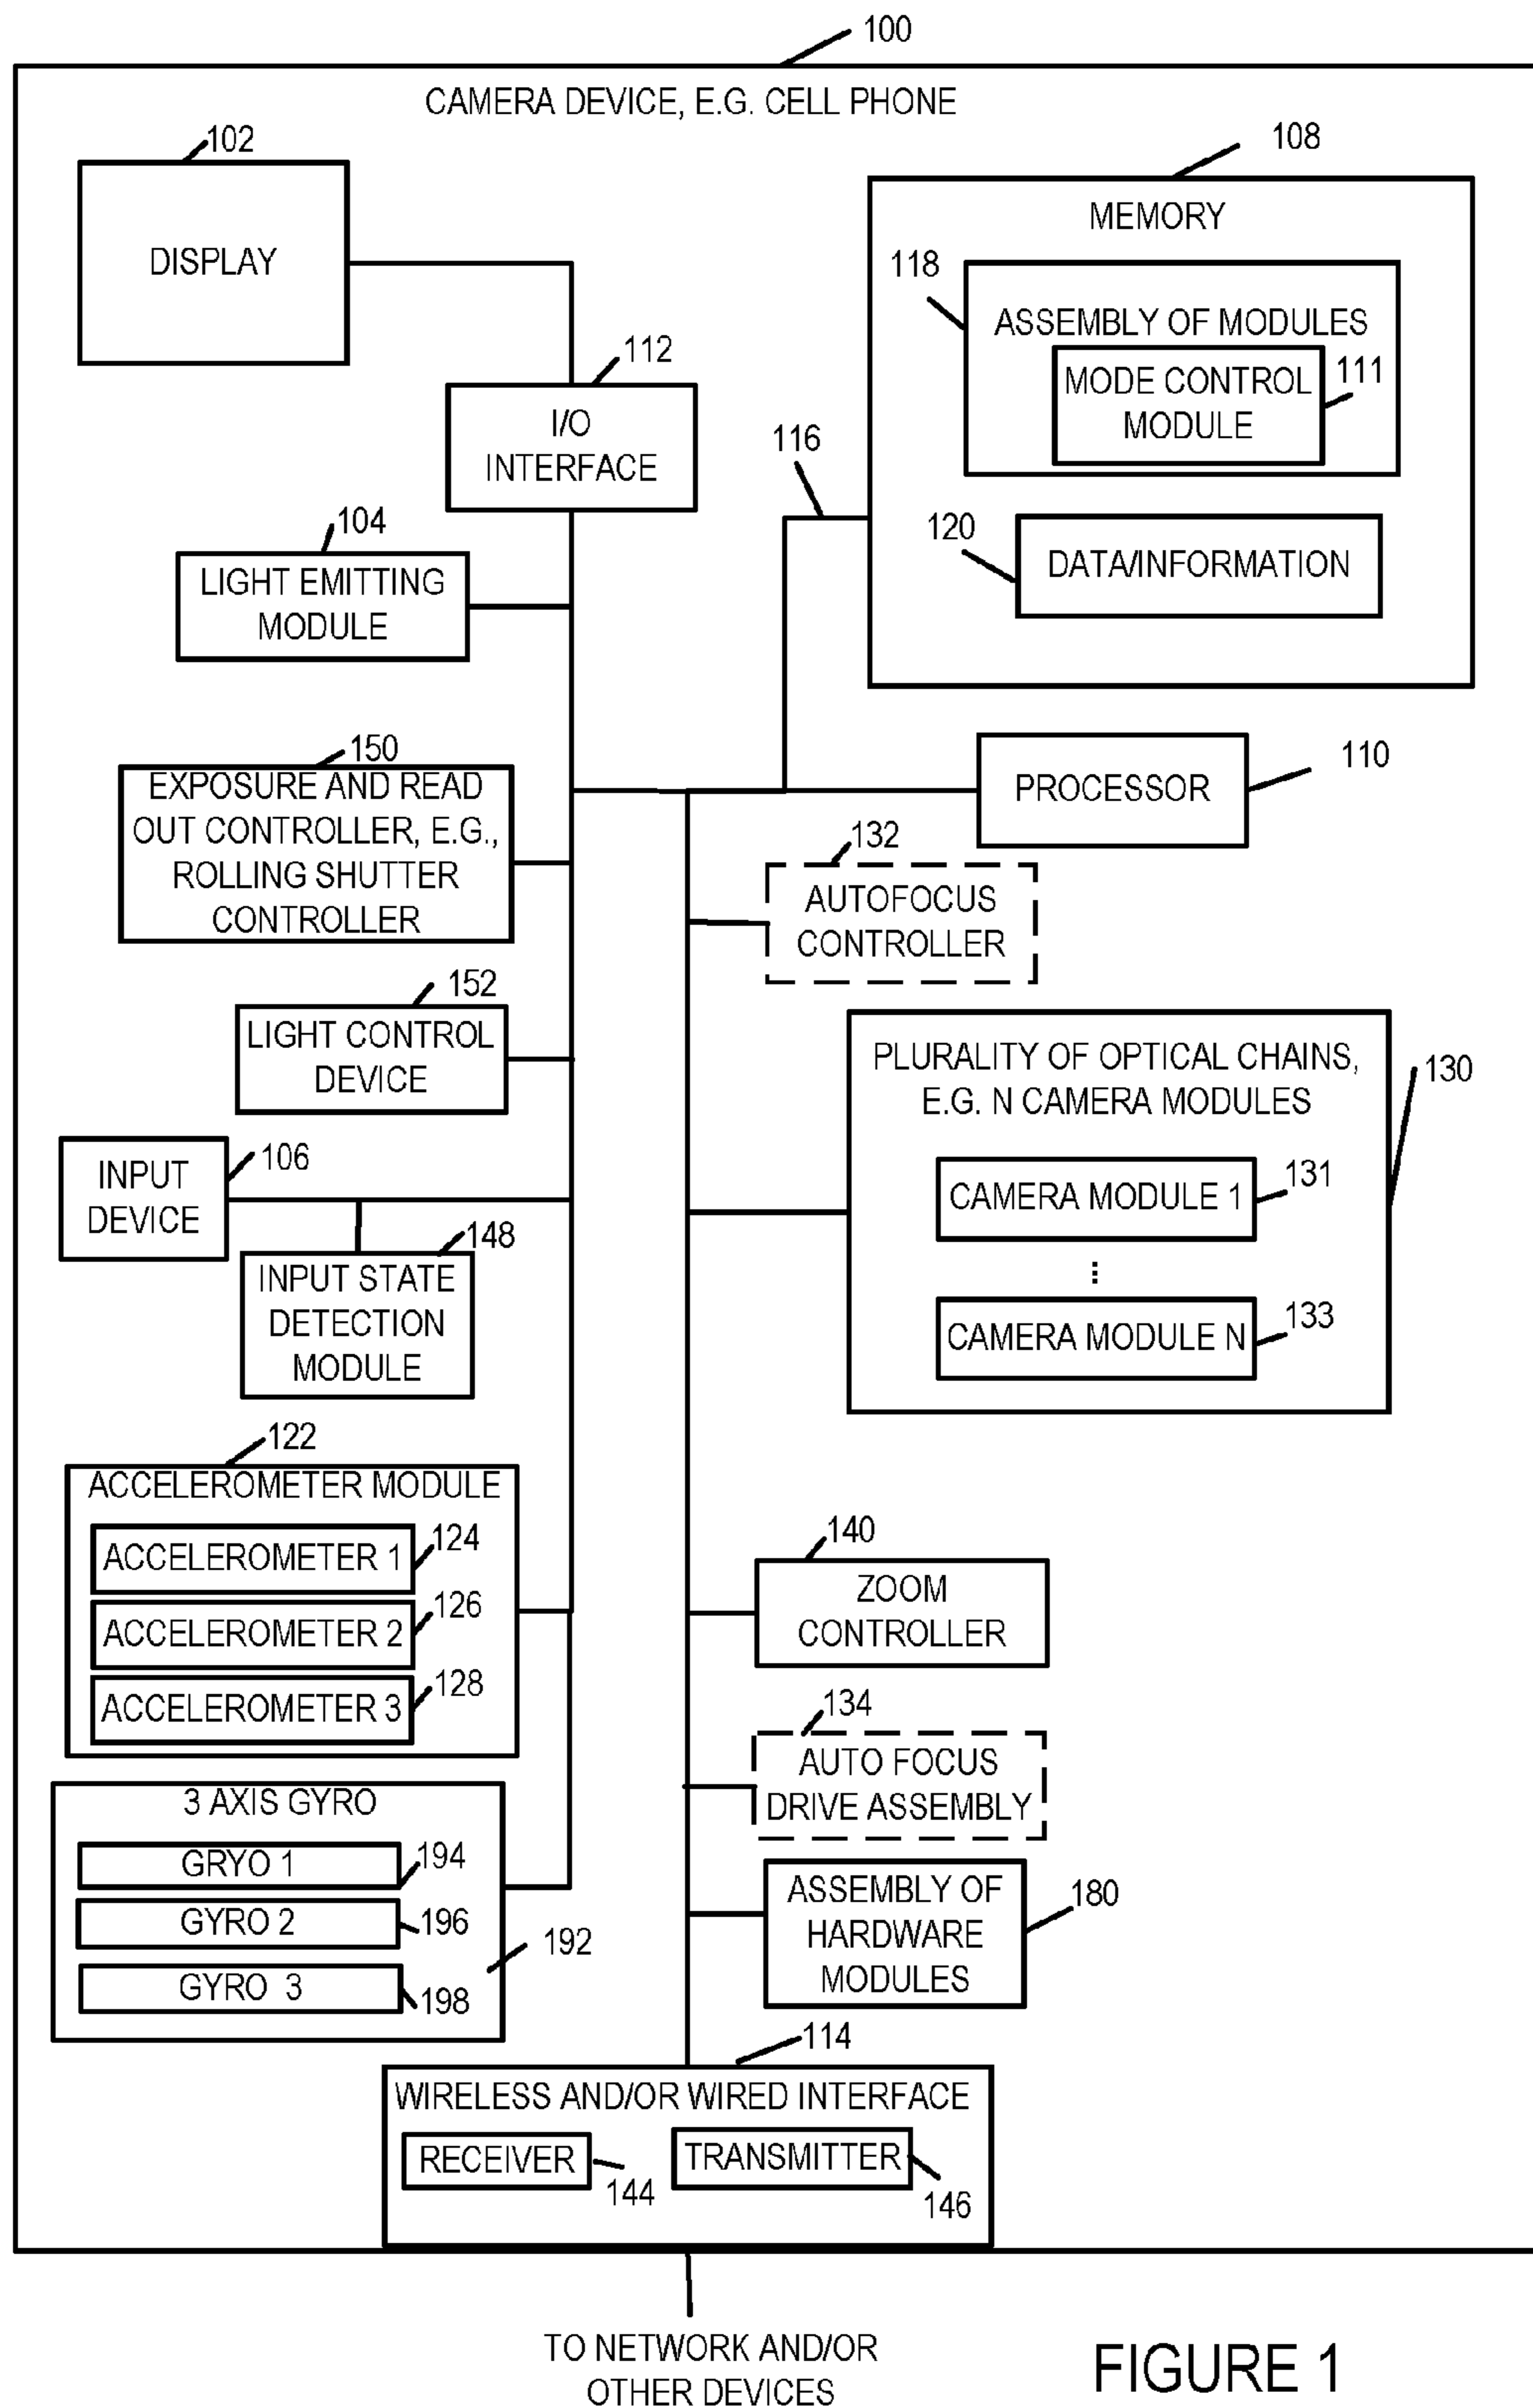 100
CAMERA DEVICE, E.G. CELL PHONE
102
DISPLAY
112
I/O
INTERFACE
104
LIGHT EMITTING
MODULE
150
EXPOSURE AND READ
OUT CONTROLLER, E.G.,
ROLLING SHUTTER
CONTROLLER
152
LIGHT CONTROL
DEVICE
106
INPUT
DEVICE
148
INPUT STATE
DETECTION
MODULE
122
ACCELEROMETER MODULE
ACCELEROMETER 1
124
ACCELEROMETER 2
126
ACCELEROMETER 3
128
3 AXIS GYRO
GRYO 1
194
GYRO 2
196
192
GYRO 3
198
108
MEMORY
118
ASSEMBLY OF MODULES
MODE CONTROL
MODULE
111
116
120
DATA/INFORMATION
PROCESSOR
110
132
AUTOFOCUS
CONTROLLER
PLURALITY OF OPTICAL CHAINS,
E.G. N CAMERA MODULES
130
CAMERA MODULE 1
131
⋮
CAMERA MODULE N
133
140
ZOOM
CONTROLLER
134
AUTO FOCUS
DRIVE ASSEMBLY
ASSEMBLY OF
HARDWARE
MODULES
180
114
WIRELESS AND/OR WIRED INTERFACE
RECEIVER
144
TRANSMITTER
146
TO NETWORK AND/OR
OTHER DEVICES
FIGURE 1